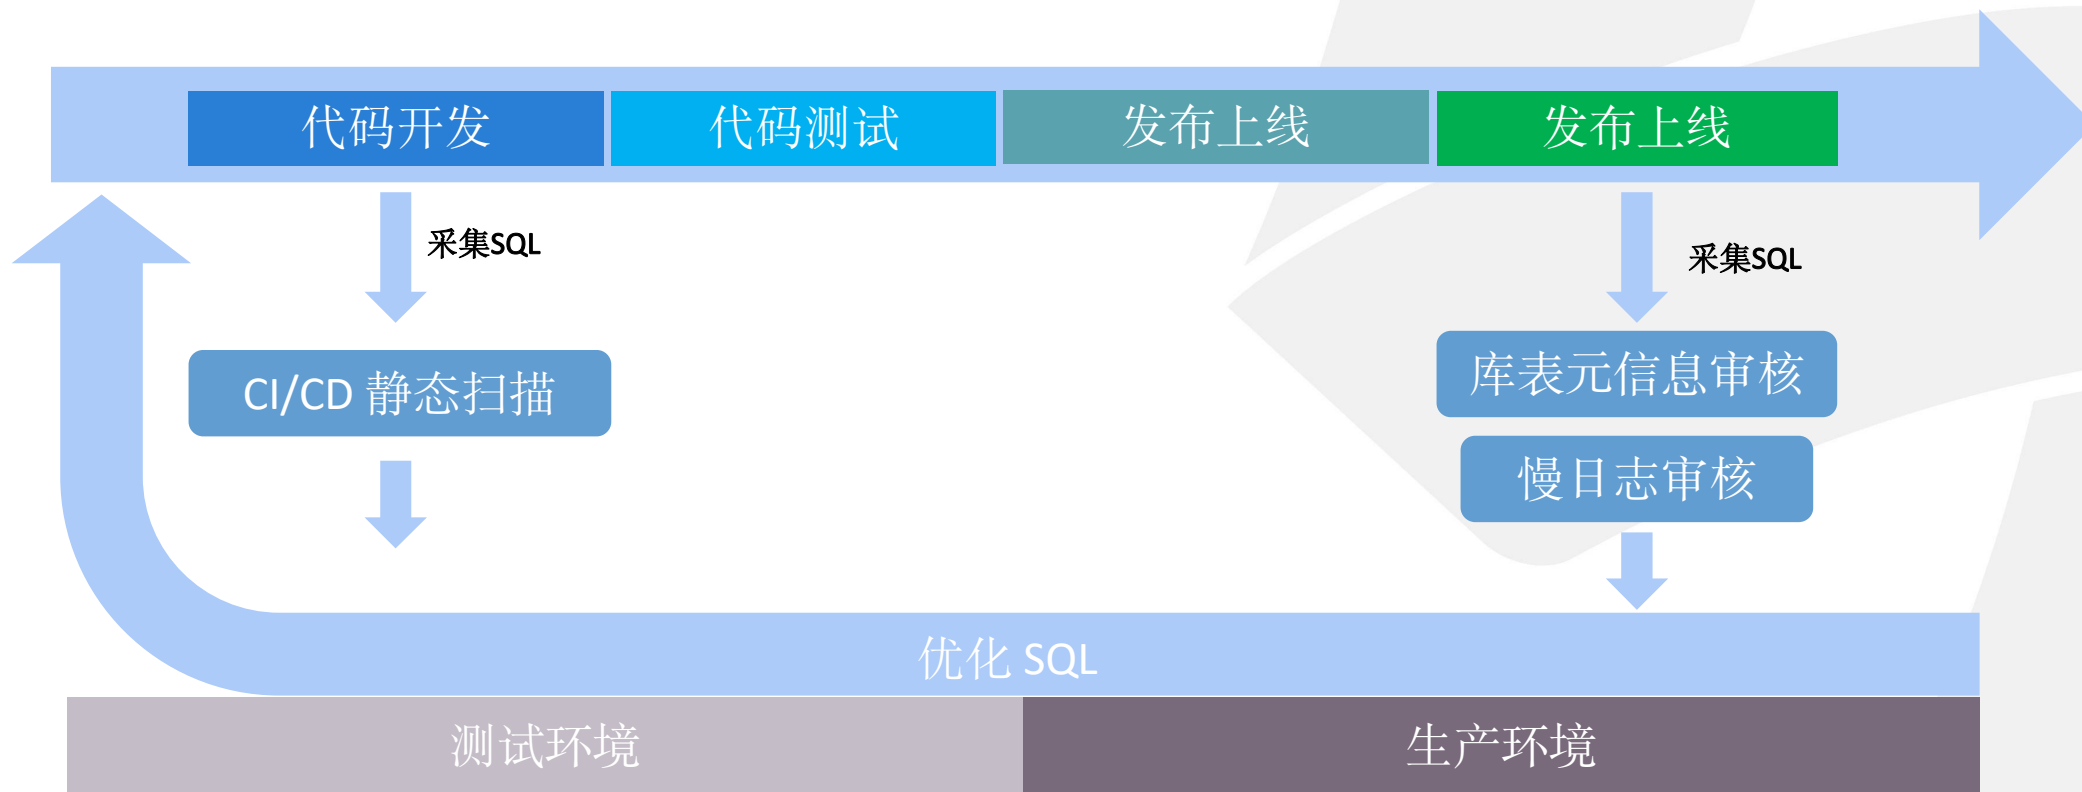 代码开发
代码测试
发布上线
发布上线
采集SQL
采集SQL
CI/CD 静态扫描
库表元信息审核
慢日志审核
优化 SQL
测试环境
生产环境